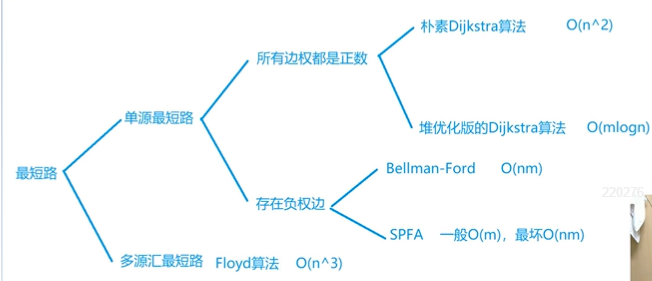 朴素Dijkstra算法 O(n^2)
所有边权都是正数
单源最短路
堆优化版的Dijkstra算法 O(mlogn)
Bellman-Ford O(nm)
最短路
存在负权边
220276
SPFA 一般O(m)，最坏O(nm)
多源汇最短路 Floyd算法 O(n^3)